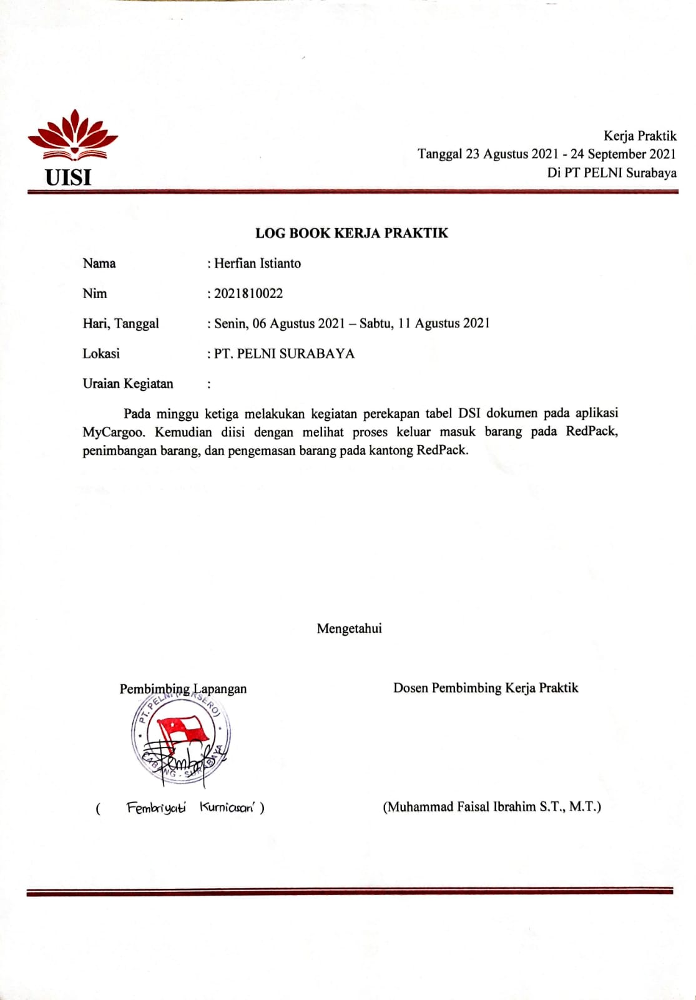 UISI
Kerja Praktik
Tanggal 23 Agustus 2021 - 24 September 2021
Di PT PELNI Surabaya
LOG BOOK KERJA PRAKTIK
Nama : Herfian Istianto
Nim : 2021810022
Hari, Tanggal : Senin, 06 Agustus 2021 – Sabtu, 11 Agustus 2021
Lokasi : PT. PELNI SURABAYA
Uraian Kegiatan :
Pada minggu ketiga melakukan kegiatan perekapan tabel DSI dokumen pada aplikasi
MyCargoo. Kemudian diisi dengan melihat proses keluar masuk barang pada RedPack,
penimbangan barang, dan pengemasan barang pada kantong RedPack.
Mengetahui
Pembimbing Lapangan
Dosen Pembimbing Kerja Praktik
PT. PELNI (PERSERO)
CABANG - SURABAYA
( Fembriyati Kurniasari )
(Muhammad Faisal Ibrahim S.T., M.T.)